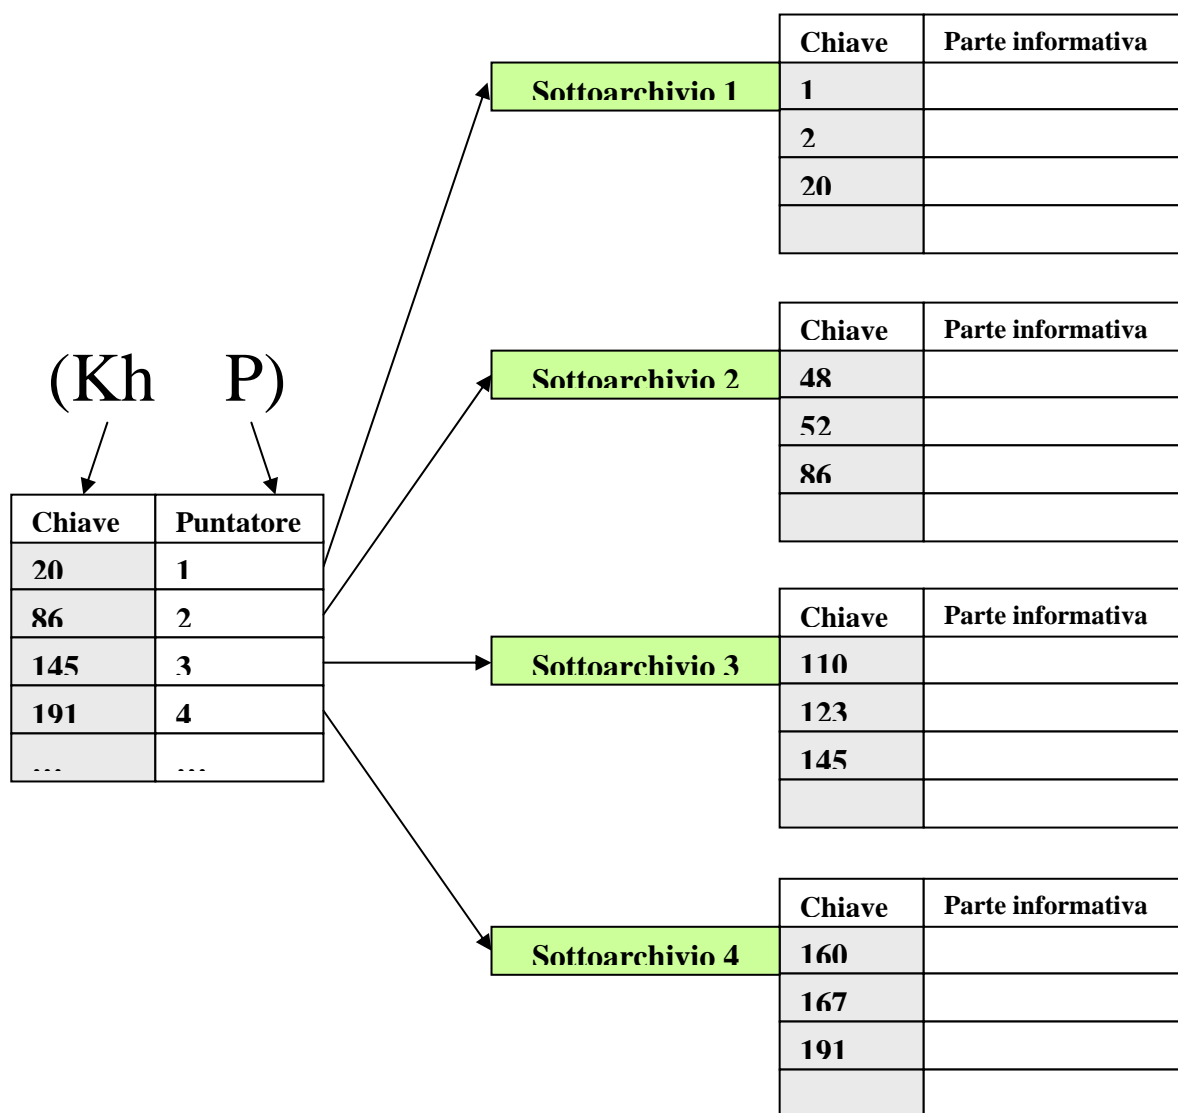 (Kh P)
Chiave Puntatore
20 1
86 2
145 3
191 4
... ...
Sottoarchivio 1
Chiave Parte informativa
1
2
20
Sottoarchivio 2
Chiave Parte informativa
48
52
86
Sottoarchivio 3
Chiave Parte informativa
110
123
145
Sottoarchivio 4
Chiave Parte informativa
160
167
191